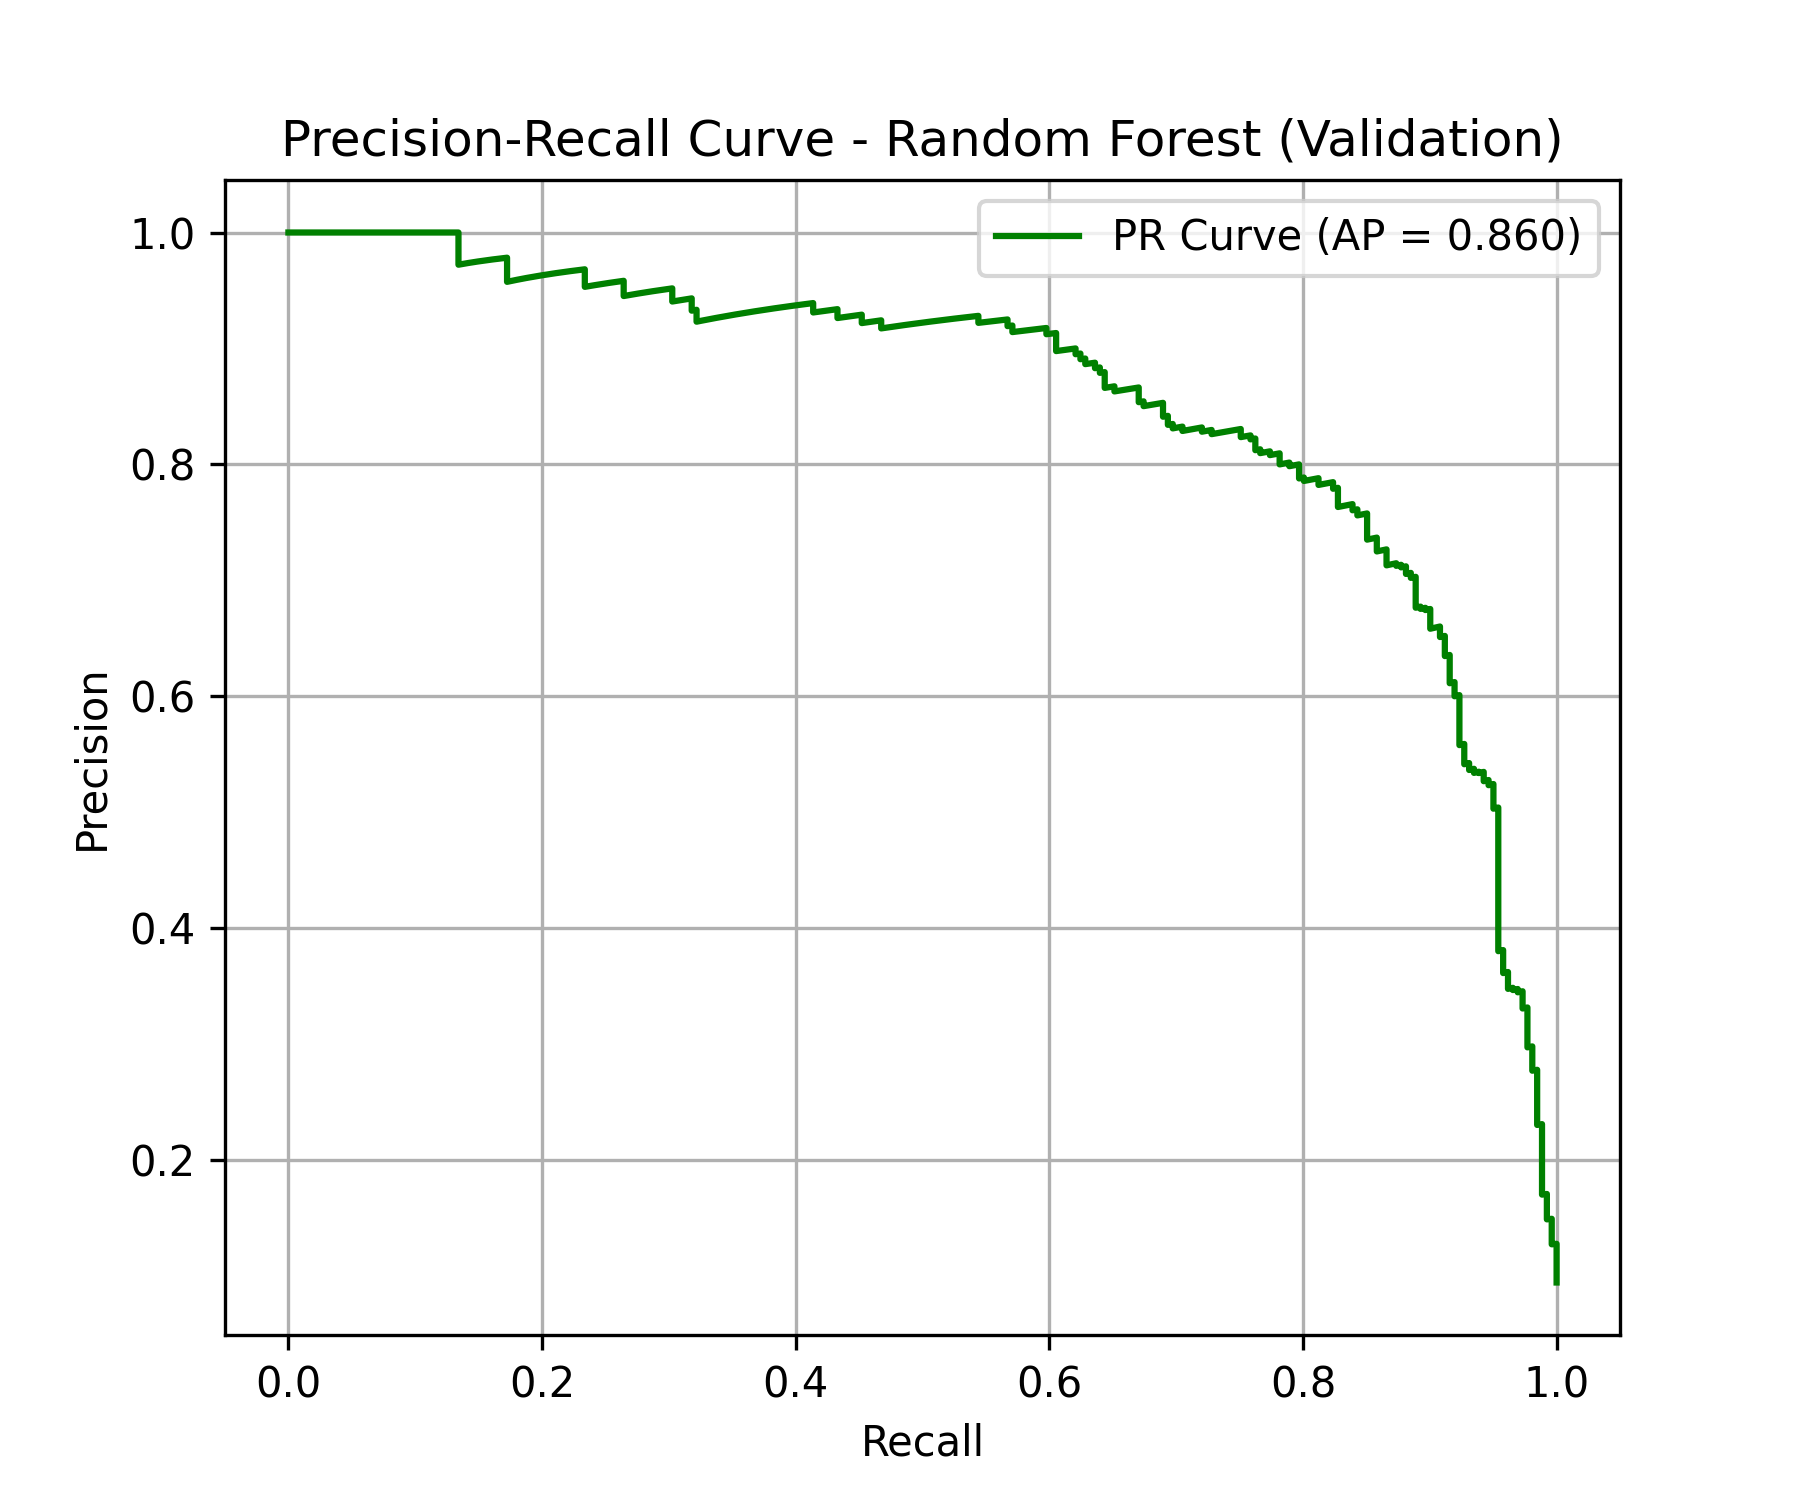 Precision-Recall Curve - Random Forest (Validation)
PR Curve (AP = 0.860)
1.0
0.8
0.6
0.4
0.2
Precision
0.0 0.2 0.4 0.6 0.8 1.0
Recall